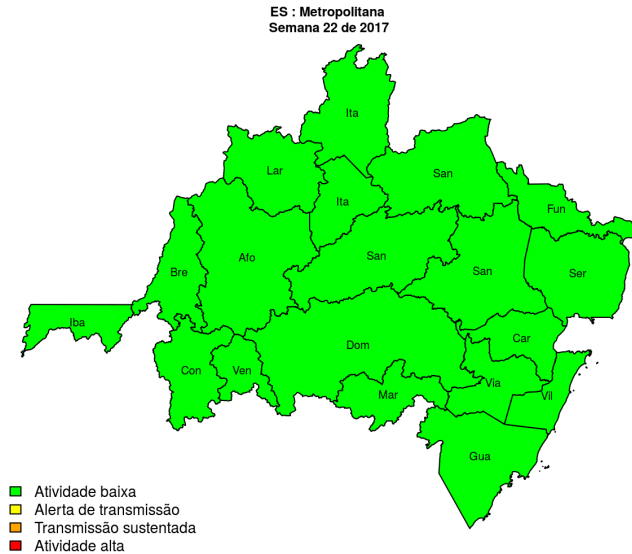 ES : Metropolitana
Semana 22 de 2017
Ita
Lar
San
Ita
Fun
Afo
San
San
Bre
Ser
Iba
Car
Dom
Con
Ven
Via
Mar
Vil
Gua
Atividade baixa
Alerta de transmissão
Transmissão sustentada
Atividade alta